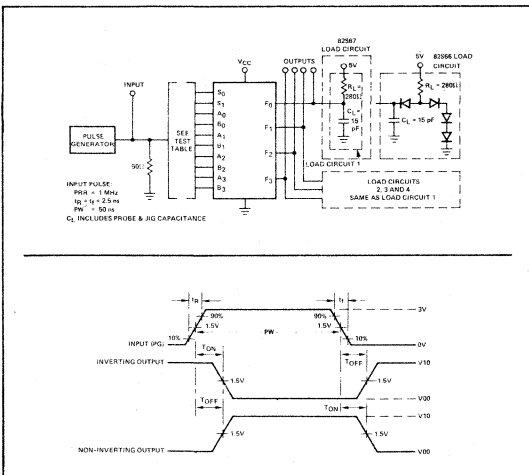 82S67
LOAD CIRCUIT
82S66 LOAD
CIRCUIT
VCC
OUTPUTS
5V
5V
INPUT
RL =
280Ω
RL = 280Ω
CL =
15
pF
CL = 15 pF
LOAD CIRCUIT 1
PULSE
GENERATOR
50Ω
SEE
TEST
TABLE
S0
S1
A0
B0
A1
B1
A2
B2
A3
B3
F0
F1
F2
F3
LOAD CIRCUITS
2, 3 AND 4
SAME AS LOAD CIRCUIT 1
INPUT PULSE:
PRR = 1 MHz
tR = tf = 2.5 ns
PW = 50 ns
CL INCLUDES PROBE & JIG CAPACITANCE
tR
tf
90%
90%
3V
1.5V
1.5V
PW
10%
10%
INPUT (PG)
0V
TON
TOFF
INVERTING OUTPUT
V10
1.5V
1.5V
V00
TOFF
TON
V10
1.5V
1.5V
NON-INVERTING OUTPUT
V00